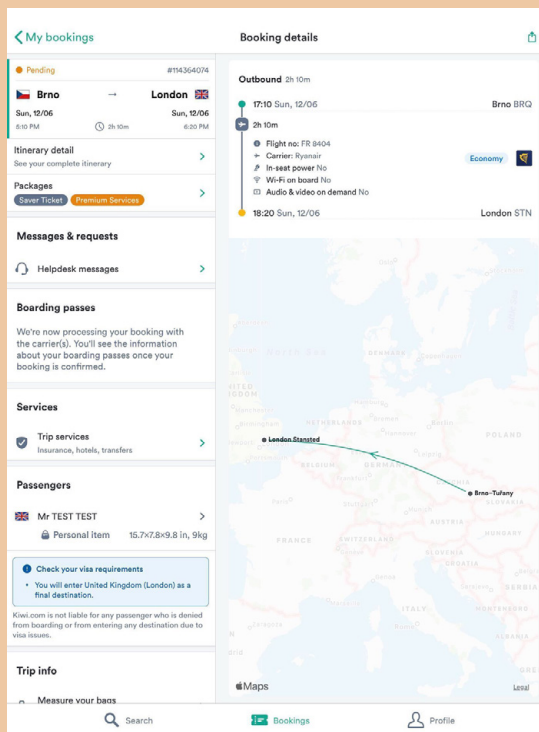 My bookings
Booking details
Pending
#114364074
Brno
→
London
Sun, 12/06
Sun, 12/06
5:10 PM
2h 10m
6:20 PM
Itinerary detail
See your complete itinerary
Packages
Saver Ticket
Premium Services
Messages & requests
Helpdesk messages
Boarding passes
We're now processing your booking with
the carrier(s). You'll see the information
about your boarding passes once your
booking is confirmed.
Services
Trip services
Insurance, hotels, transfers
Passengers
Mr TEST TEST
Personal item
15.7x7.8x9.8 in, 9kg
Check your visa requirements
• You will enter United Kingdom (London) as a
final destination.
Kiwi.com is not liable for any passenger who is denied
from boarding or from entering any destination due to
visa issues.
Trip info
Measure your bags
Outbound 2h 10m
17:10 Sun, 12/06
Brno BRQ
2h 10m
Flight no: FR 8404
Carrier: Ryanair
In-seat power No
Wi-Fi on board No
Audio & video on demand No
Economy
18:20 Sun, 12/06
London STN
DENMARK
NETHERLANDS
POLAND
London Stansted
BELGIUM
GERMANY
Brno-Tuřany
AUSTRIA
FRANCE
SWITZERLAND
HUNGARY
SLOVENIA
CROATIA
SERBIA
ITALY
MONTENEGRO
ALBANIA
Maps
Legal
Search
Bookings
Profile